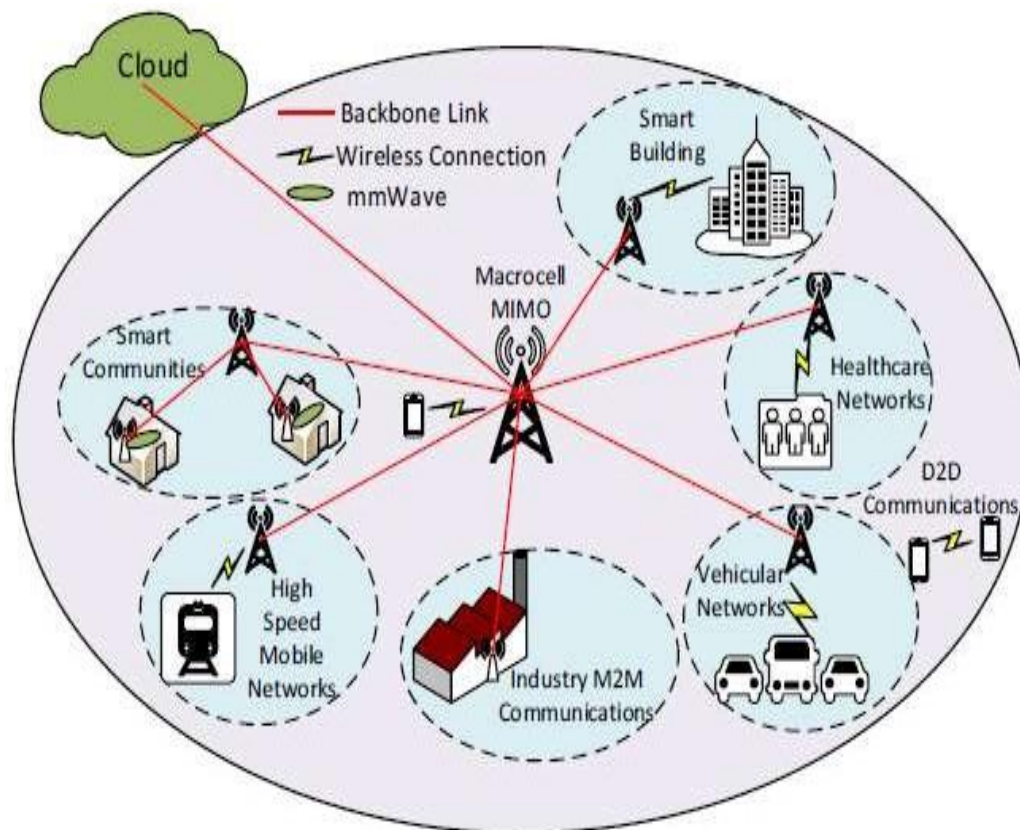 Cloud
Backbone Link
Wireless Connection
mmWave
Smart
Building
Macrocell
MIMO
Smart
Communities
Healthcare
Networks
D2D
Communications
High
Speed
Mobile
Networks
Industry M2M
Communications
Vehicular
Networks